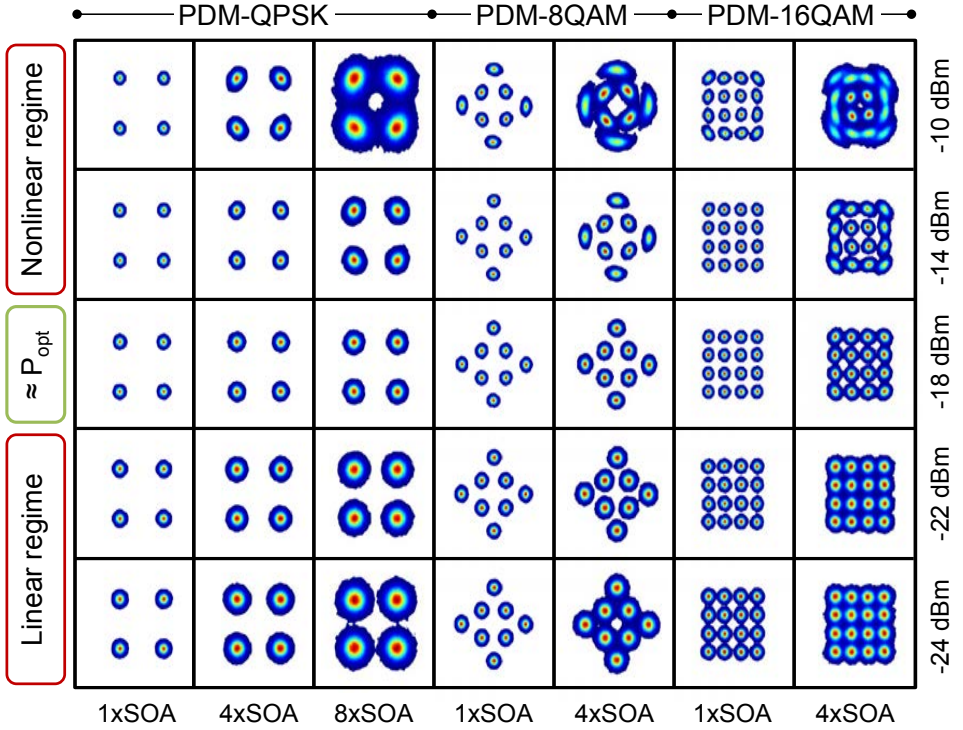 PDM-QPSK PDM-8QAM PDM-16QAM
Nonlinear regime
≈ Popt
Linear regime
-10 dBm
-14 dBm
-18 dBm
-22 dBm
-24 dBm
1xSOA 4xSOA 8xSOA 1xSOA 4xSOA 1xSOA 4xSOA